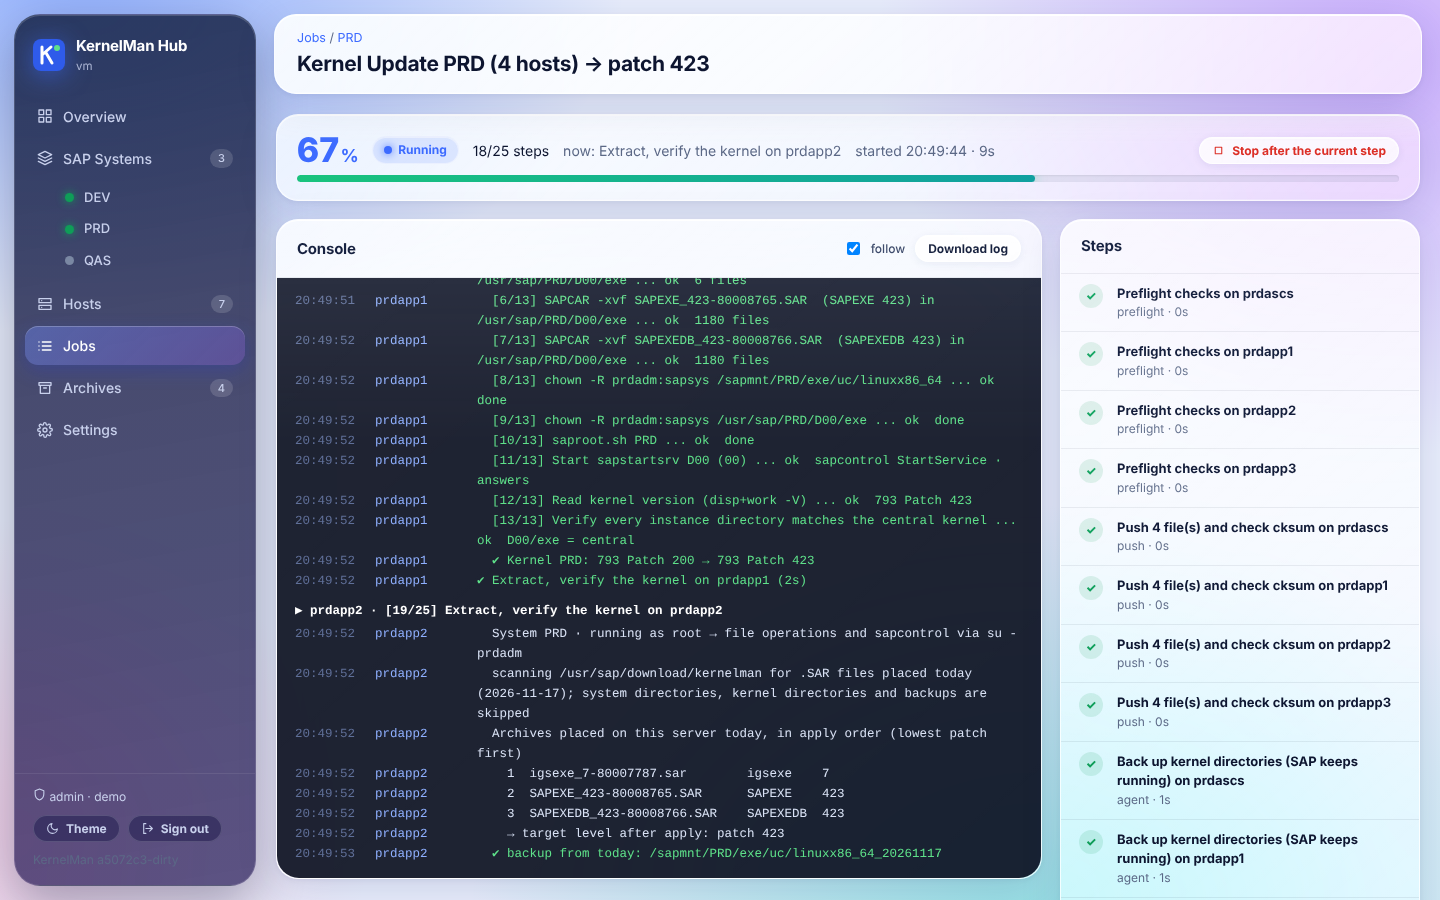 KernelMan Hub
vm
Overview
SAP Systems 3
DEV
PRD
QAS
Hosts 7
Jobs
Archives 4
Settings
admin · demo
Theme Sign out
KernelMan a5072c3-dirty
Jobs / PRD
Kernel Update PRD (4 hosts) → patch 423
67% Running 18/25 steps now: Extract, verify the kernel on prdapp2 started 20:49:44 · 9s Stop after the current step
Console follow Download log
/usr/sap/PRD/D00/exe ... ok 6 files
20:49:51 prdapp1 [6/13] SAPCAR -xvf SAPEXE_423-80008765.SAR (SAPEXE 423) in
/usr/sap/PRD/D00/exe ... ok 1180 files
20:49:52 prdapp1 [7/13] SAPCAR -xvf SAPEXEDB_423-80008766.SAR (SAPEXEDB 423) in
/usr/sap/PRD/D00/exe ... ok 1180 files
20:49:52 prdapp1 [8/13] chown -R prdadm:sapsys /sapmnt/PRD/exe/uc/linuxx86_64 ... ok
done
20:49:52 prdapp1 [9/13] chown -R prdadm:sapsys /usr/sap/PRD/D00/exe ... ok done
20:49:52 prdapp1 [10/13] saproot.sh PRD ... ok done
20:49:52 prdapp1 [11/13] Start sapstartsrv D00 (00) ... ok sapcontrol StartService ·
answers
20:49:52 prdapp1 [12/13] Read kernel version (disp+work -V) ... ok 793 Patch 423
20:49:52 prdapp1 [13/13] Verify every instance directory matches the central kernel ...
ok D00/exe = central
20:49:52 prdapp1 ✔ Kernel PRD: 793 Patch 200 → 793 Patch 423
20:49:52 prdapp1 ✔ Extract, verify the kernel on prdapp1 (2s)
▶ prdapp2 · [19/25] Extract, verify the kernel on prdapp2
20:49:52 prdapp2 System PRD · running as root → file operations and sapcontrol via su -
prdadm
20:49:52 prdapp2 scanning /usr/sap/download/kernelman for .SAR files placed today
(2026-11-17); system directories, kernel directories and backups are
skipped
20:49:52 prdapp2 Archives placed on this server today, in apply order (lowest patch
first)
20:49:52 prdapp2 1 igsexe_7-80007787.sar igsexe 7
20:49:52 prdapp2 2 SAPEXE_423-80008765.SAR SAPEXE 423
20:49:52 prdapp2 3 SAPEXEDB_423-80008766.SAR SAPEXEDB 423
20:49:52 prdapp2 → target level after apply: patch 423
20:49:53 prdapp2 ✔ backup from today: /sapmnt/PRD/exe/uc/linuxx86_64_20261117
Steps
Preflight checks on prdascs
preflight · 0s
Preflight checks on prdapp1
preflight · 0s
Preflight checks on prdapp2
preflight · 0s
Preflight checks on prdapp3
preflight · 0s
Push 4 file(s) and check cksum on prdascs
push · 0s
Push 4 file(s) and check cksum on prdapp1
push · 0s
Push 4 file(s) and check cksum on prdapp2
push · 0s
Push 4 file(s) and check cksum on prdapp3
push · 0s
Back up kernel directories (SAP keeps
running) on prdascs
agent · 1s
Back up kernel directories (SAP keeps
running) on prdapp1
agent · 1s